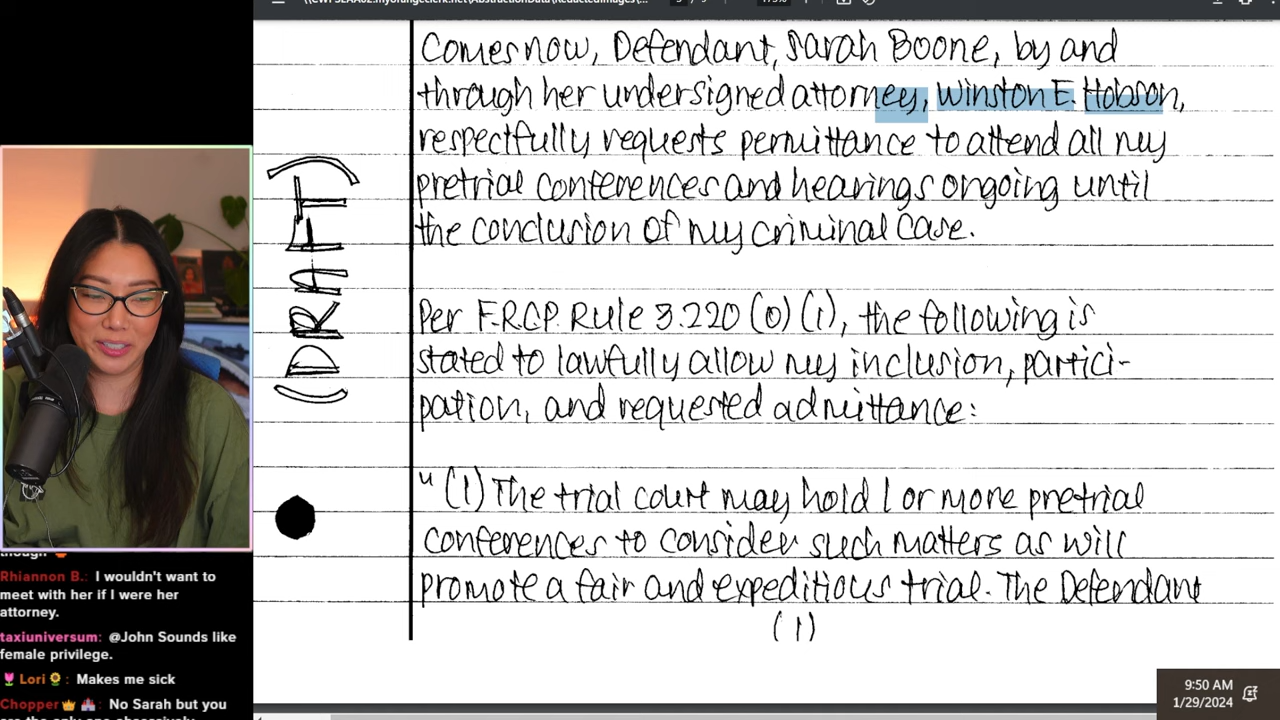 Comes now, Defendant, Sarah Boone, by and
through her undersigned attorney, Winston E. Hobson,
respectfully requests permittance to attend all my
pretrial conferences and hearings ongoing until
the conclusion of my criminal case.
(DRAFT)
Per F.R.C.P. Rule 3.220 (o) (1), the following is
stated to lawfully allow my inclusion, partici-
pation, and requested admittance:
"(1) The trial court may hold 1 or more pretrial
conferences to consider such matters as will
promote a fair and expeditious trial. The Defendant
(1)
though
Rhiannon B.: I wouldn't want to
meet with her if I were her
attorney.
taxiuniversum: @John Sounds like
female privilege.
Lori: Makes me sick
Chopper: No Sarah but you
9:50 AM
1/29/2024